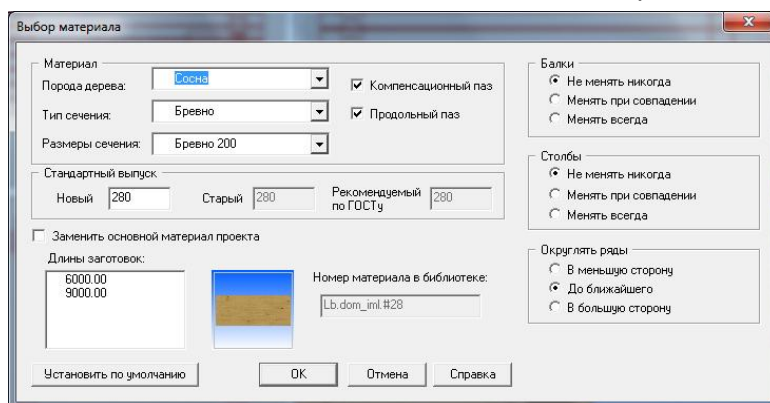 Выбор материала
Материал
Порода дерева: Сосна
Компенсационный паз
Тип сечения: Бревно
Продольный паз
Размеры сечения: Бревно 200
Стандартный выпуск
Новый 280 Старый 280 Рекомендуемый по ГОСТу 280
Заменить основной материал проекта
Длины заготовок:
6000.00
9000.00
Номер материала в библиотеке:
Lb.dom_iml.#28
Балки
Не менять никогда
Менять при совпадении
Менять всегда
Столбы
Не менять никогда
Менять при совпадении
Менять всегда
Округлять ряды
В меньшую сторону
До ближайшего
В большую сторону
Установить по умолчанию
OK
Отмена
Справка